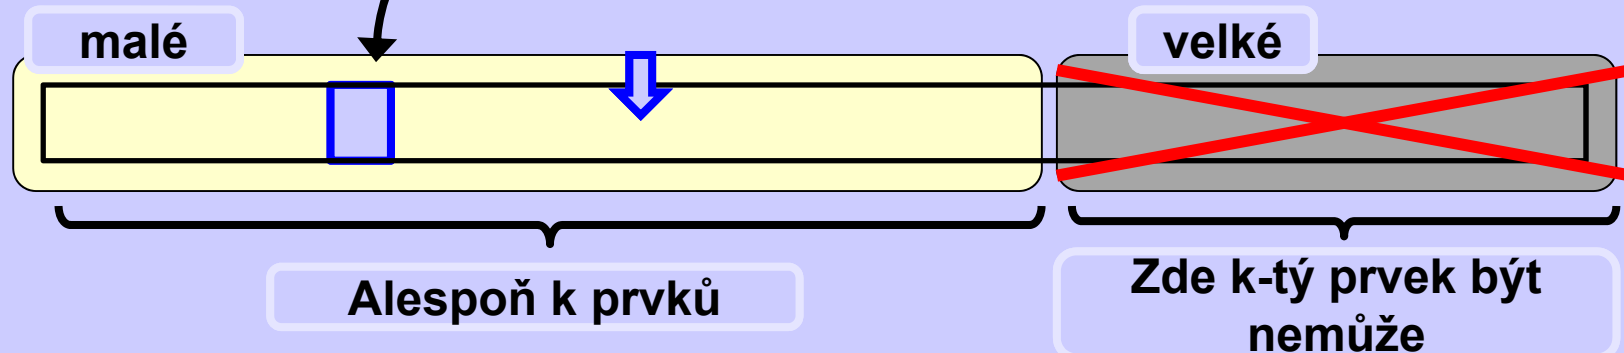 malé
velké
Alespoň k prvků
Zde k-tý prvek být
nemůže